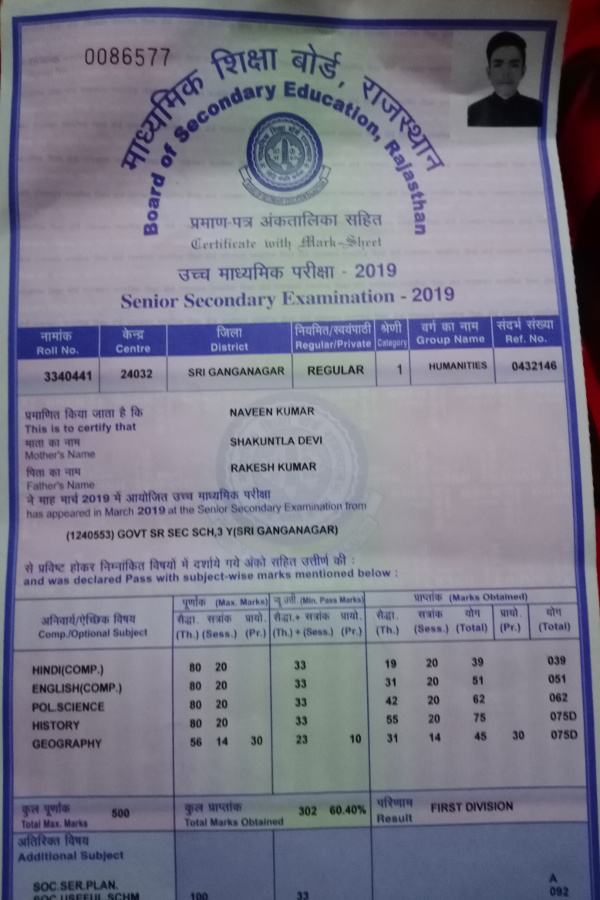 0086577
माध्यमिक शिक्षा बोर्ड, राजस्थान
Board of Secondary Education, Rajasthan
प्रमाण-पत्र अंकतालिका सहित
Certificate with Mark-Sheet
उच्च माध्यमिक परीक्षा - 2019
Senior Secondary Examination - 2019
नामांक केन्द्र जिला नियमित/स्वयंपाठी श्रेणी वर्ग का नाम संदर्भ संख्या
Roll No. Centre District Regular/Private Category Group Name Ref. No.
3340441 24032 SRI GANGANAGAR REGULAR 1 HUMANITIES 0432146
प्रमाणित किया जाता है कि NAVEEN KUMAR
This is to certify that
माता का नाम SHAKUNTLA DEVI
Mother's Name
पिता का नाम RAKESH KUMAR
Father's Name
ने माह मार्च 2019 में आयोजित उच्च माध्यमिक परीक्षा
has appeared in March 2019 at the Senior Secondary Examination from
(1240553) GOVT SR SEC SCH,3 Y(SRI GANGANAGAR)
से प्रविष्ट होकर निम्नांकित विषयों में दर्शाये गये अंको सहित उत्तीर्ण की :
and was declared Pass with subject-wise marks mentioned below :
पूर्णांक (Max. Marks) (Min. Pass Marks) प्राप्तांक (Marks Obtained)
अनिवार्य/ऐच्छिक विषय सैद्धा. सत्रांक प्रायो. सैद्धा.+ सत्रांक प्रायो. सैद्धा. सत्रांक योग प्रायो. योग
Comp./Optional Subject (Th.) (Sess.) (Pr.) (Th.) + (Sess.) (Pr.) (Th.) (Sess.) (Total) (Pr.) (Total)
HINDI(COMP.) 80 20 33 19 20 39 039
ENGLISH(COMP.) 80 20 33 31 20 51 051
POL.SCIENCE 80 20 33 42 20 62 062
HISTORY 80 20 33 55 20 75 075D
GEOGRAPHY 56 14 30 23 10 31 14 45 30 075D
कुल पूर्णांक 500 कुल प्राप्तांक 302 60.40% परिणाम FIRST DIVISION
Total Max. Marks Total Marks Obtained Result
अतिरिक्त विषय
Additional Subject
SOC.SER.PLAN. A
SOC.USEFUL SCHM 100 33 092